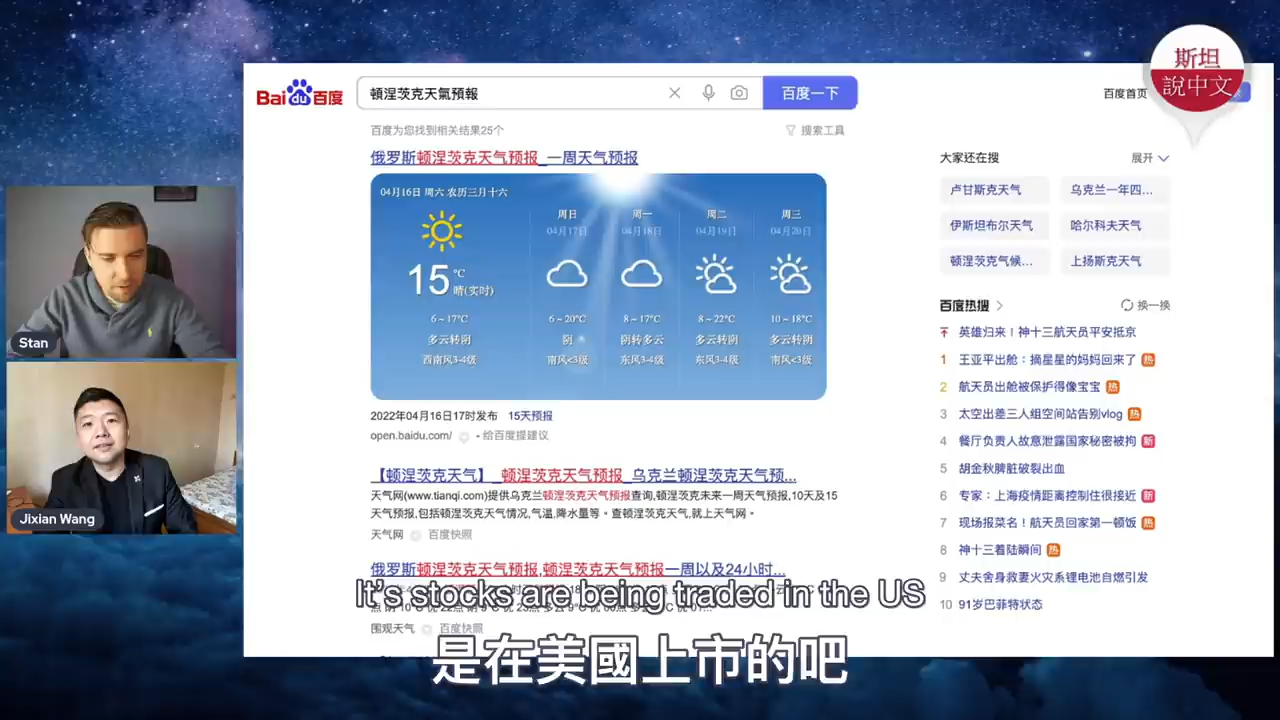 斯坦
說中文
Bai du 百度
頓涅茨克天氣預報
百度一下
百度首页
百度为您找到相关结果25个
搜索工具
俄罗斯顿涅茨克天气预报_一周天气预报
04月16日 周六 农历三月十六
15 ℃
晴(实时)
6~17℃
多云转阴
西南风3-4级
周日
04月17日
6~20℃
阴
南风<3级
周一
04月18日
8~17℃
阴转多云
东风3-4级
周二
04月19日
8~22℃
多云转阴
东风3-4级
周三
04月20日
10~18℃
多云转阴
南风<3级
2022年04月16日17时发布 15天预报
open.baidu.com/ - 给百度提建议
【顿涅茨克天气】_顿涅茨克天气预报_乌克兰顿涅茨克天气预...
天气网(www.tianqi.com)提供乌克兰顿涅茨克天气预报查询,顿涅茨克未来一周天气预报,10天及15
天预报,包括顿涅茨克天气情况,气温,降水量等。查顿涅茨克天气,就上天气网。
天气网 百度快照
俄罗斯顿涅茨克天气预报,顿涅茨克天气预报一周以及24小时...
围观天气 百度快照
大家还在搜
展开
卢甘斯克天气
乌克兰一年四...
伊斯坦布尔天气
哈尔科夫天气
顿涅茨克气候...
上扬斯克天气
百度热搜
换一换
英雄归来！神十三航天员平安抵京
1 王亚平出舱：摘星星的妈妈回来了 热
2 航天员出舱被保护得像宝宝 热
3 太空出差三人组空间站告别vlog 热
4 餐厅负责人故意泄露国家秘密被拘 新
5 胡金秋脾脏破裂出血
6 专家：上海疫情距离控制住很接近 新
7 现场报菜名！航天员回家第一顿饭 热
8 神十三着陆瞬间 热
9 丈夫舍身救妻火灾系锂电池自燃引发
10 91岁巴菲特状态
Stan
Jixian Wang
It's stocks are being traded in the US
是在美國上市的吧